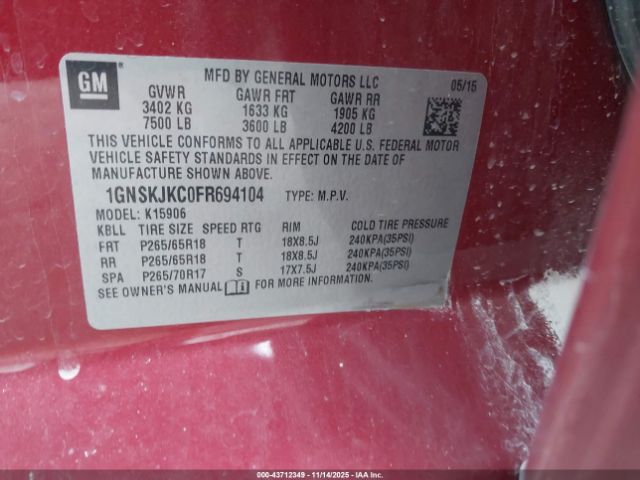 GM
MFD BY GENERAL MOTORS LLC
05/15
GVWR GAWR FRT GAWR RR
3402 KG 1633 KG 1905 KG
7500 LB 3600 LB 4200 LB
THIS VEHICLE CONFORMS TO ALL APPLICABLE U.S. FEDERAL MOTOR
VEHICLE SAFETY STANDARDS IN EFFECT ON THE DATE OF
MANUFACTURE SHOWN ABOVE.
1GNSKJKC0FR694104 TYPE: M.P.V.
MODEL: K15906
KBLL TIRE SIZE SPEED RTG RIM COLD TIRE PRESSURE
FRT P265/65R18 T 18X8.5J 240KPA(35PSI)
RR P265/65R18 T 18X8.5J 240KPA(35PSI)
SPA P265/70R17 S 17X7.5J 240KPA(35PSI)
SEE OWNER'S MANUAL FOR MORE INFORMATION.
000-43712349 - 11/14/2025 - IAAI.COM